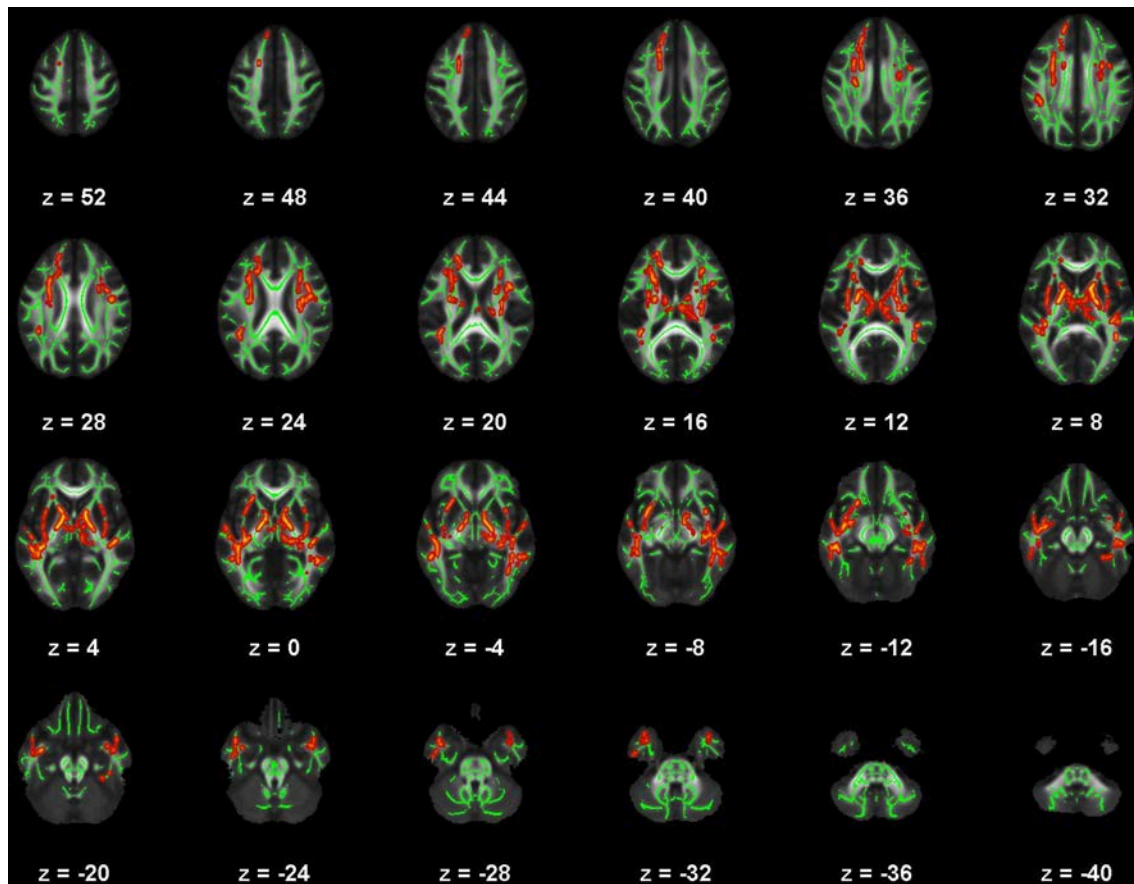 z = 52 z = 48 z = 44 z = 40 z = 36 z = 32
z = 28 z = 24 z = 20 z = 16 z = 12 z = 8
z = 4 z = 0 z = -4 z = -8 z = -12 z = -16
z = -20 z = -24 z = -28 z = -32 z = -36 z = -40